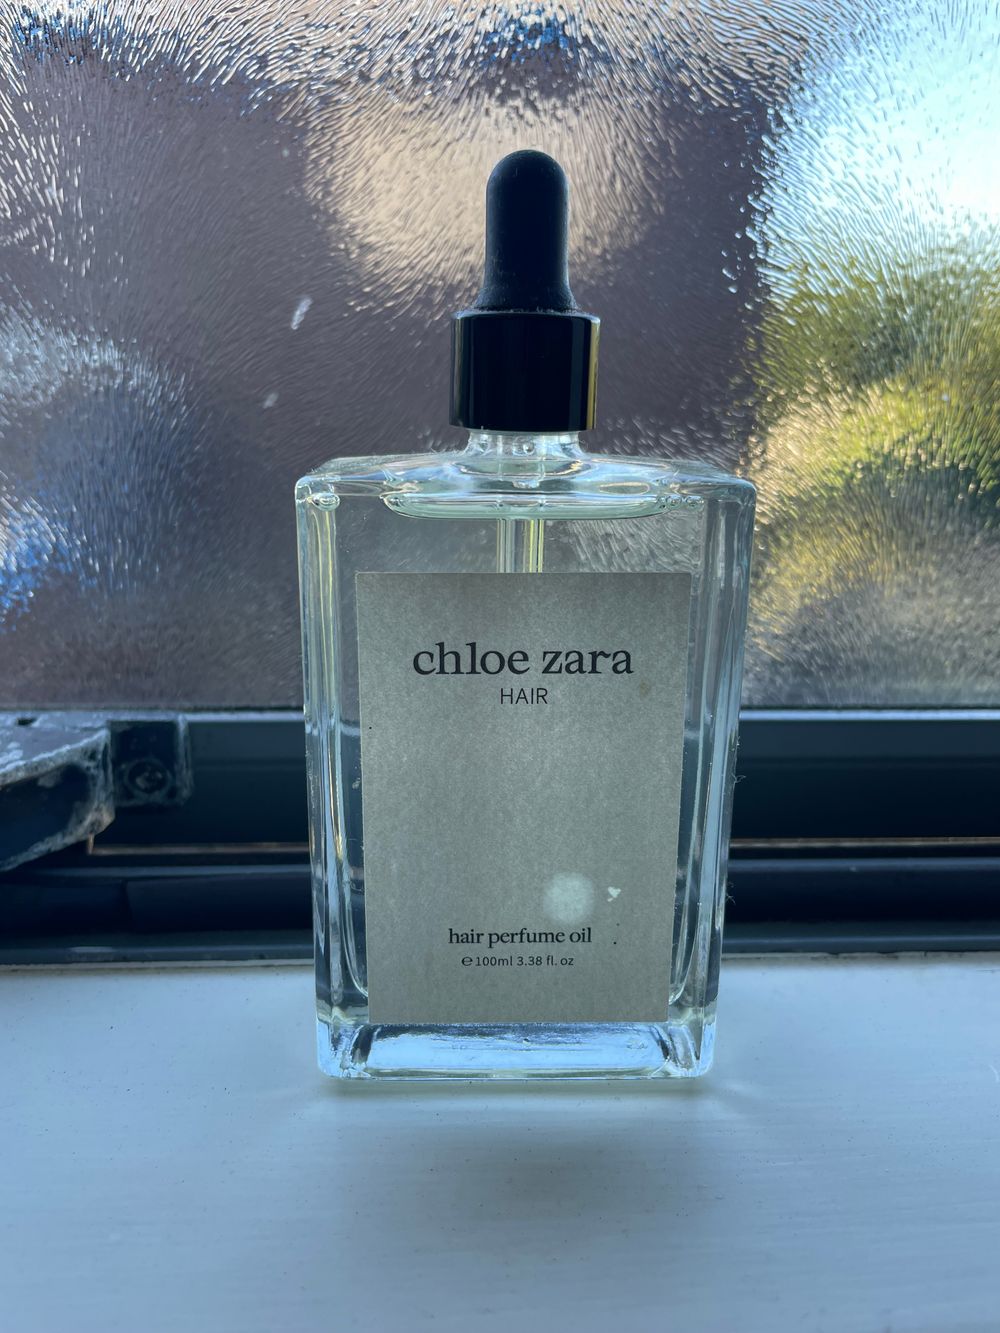 chloe zara
HAIR
hair perfume oil
℮ 100ml 3.38 fl. oz